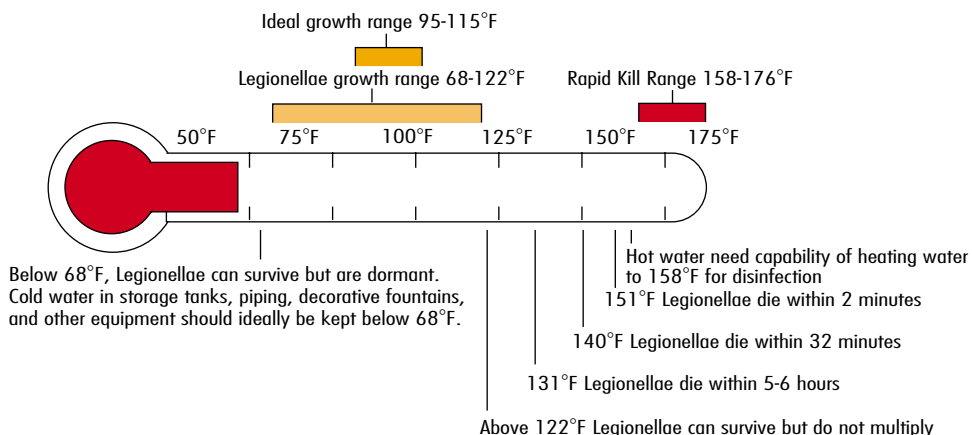 Ideal growth range 95-115°F
Legionellae growth range 68-122°F
Rapid Kill Range 158-176°F
50°F 75°F 100°F 125°F 150°F 175°F
Below 68°F, Legionellae can survive but are dormant.
Cold water in storage tanks, piping, decorative fountains,
and other equipment should ideally be kept below 68°F.
Hot water need capability of heating water
to 158°F for disinfection
151°F Legionellae die within 2 minutes
140°F Legionellae die within 32 minutes
131°F Legionellae die within 5-6 hours
Above 122°F Legionellae can survive but do not multiply